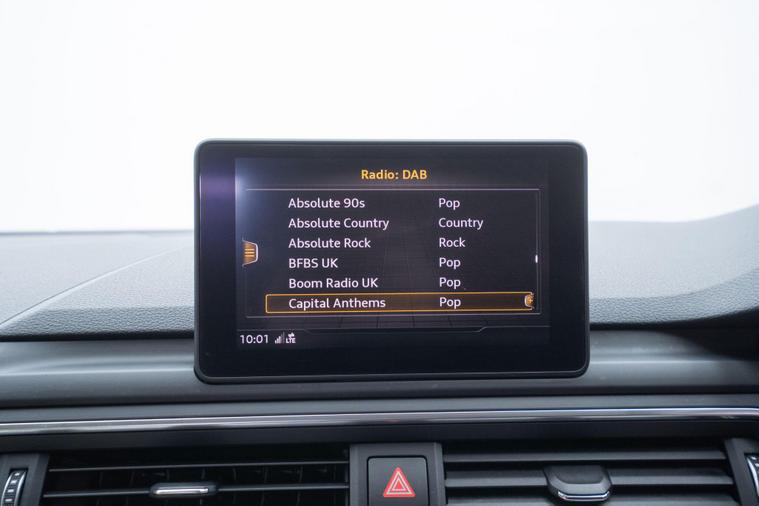 Radio: DAB
Absolute 90s Pop
Absolute Country Country
Absolute Rock Rock
BFBS UK Pop
Boom Radio UK Pop
Capital Anthems Pop
10:01 LTE